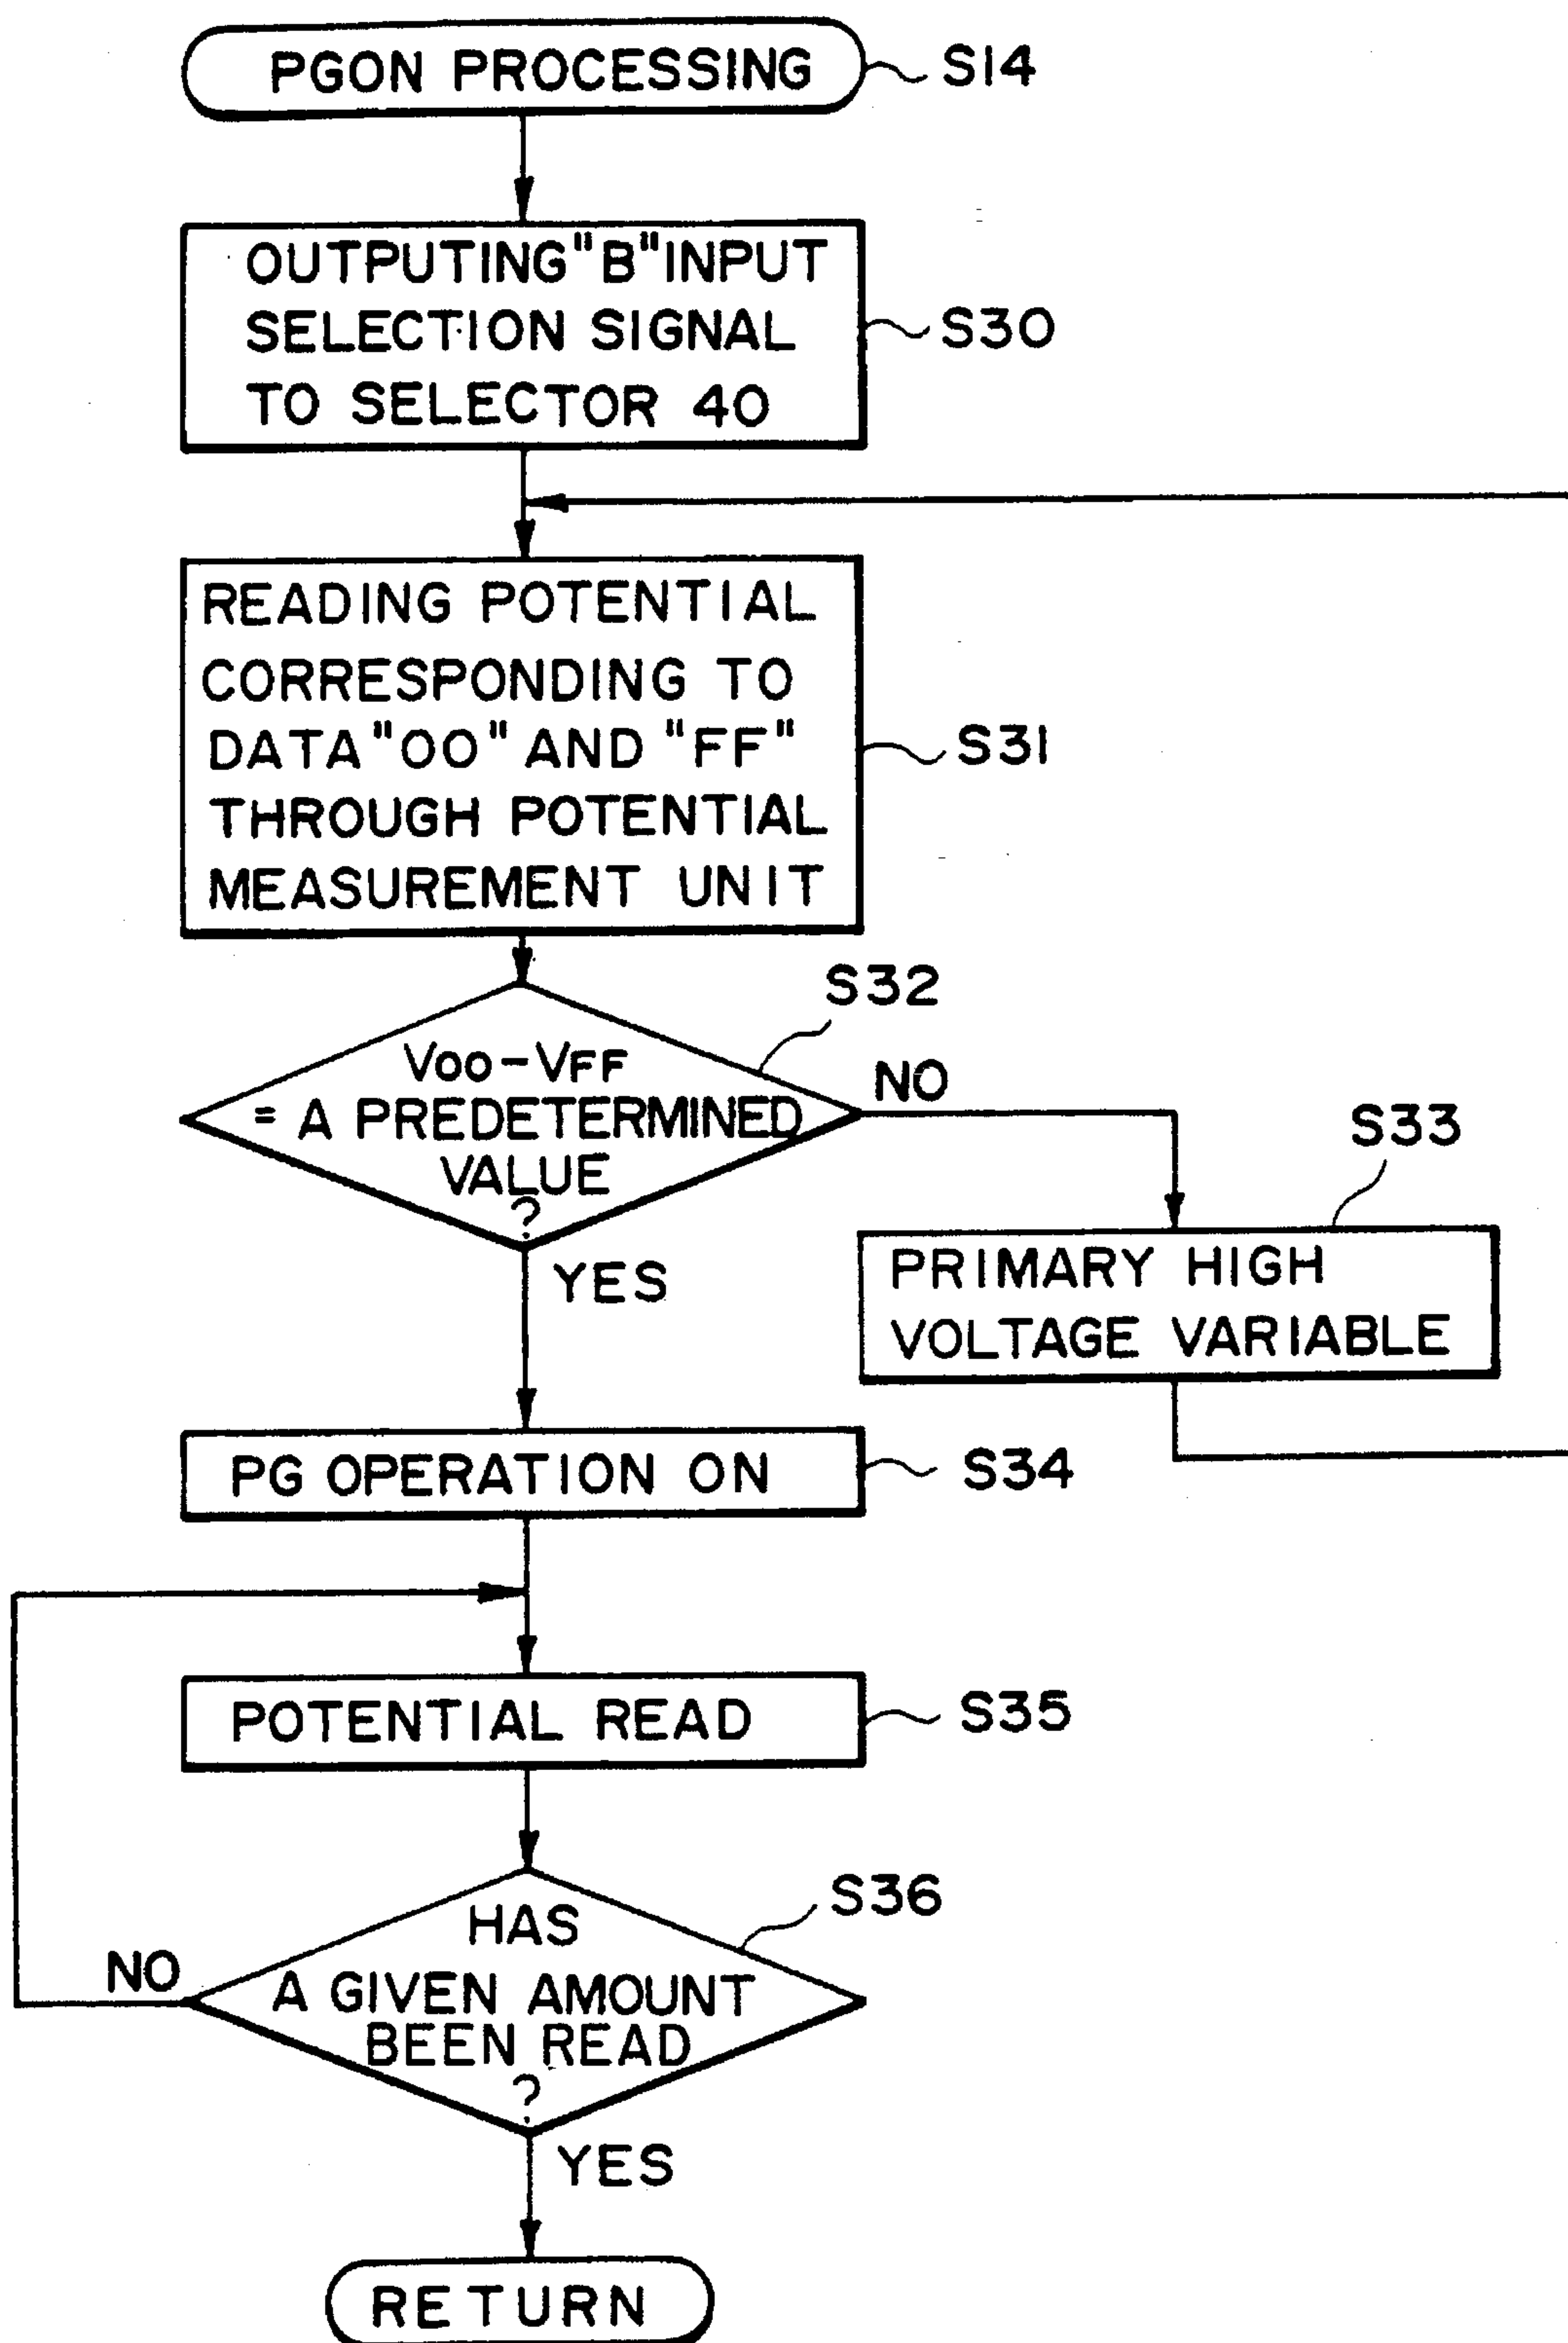 PGON PROCESSING
S14
OUTPUTING "B" INPUT
SELECTION SIGNAL
TO SELECTOR 40
S30
READING POTENTIAL
CORRESPONDING TO
DATA "00" AND "FF"
THROUGH POTENTIAL
MEASUREMENT UNIT
S31
S32
V00-VFF
= A PREDETERMINED
VALUE
?
NO
YES
S33
PRIMARY HIGH
VOLTAGE VARIABLE
PG OPERATION ON
S34
POTENTIAL READ
S35
S36
HAS
A GIVEN AMOUNT
BEEN READ
?
NO
YES
RETURN